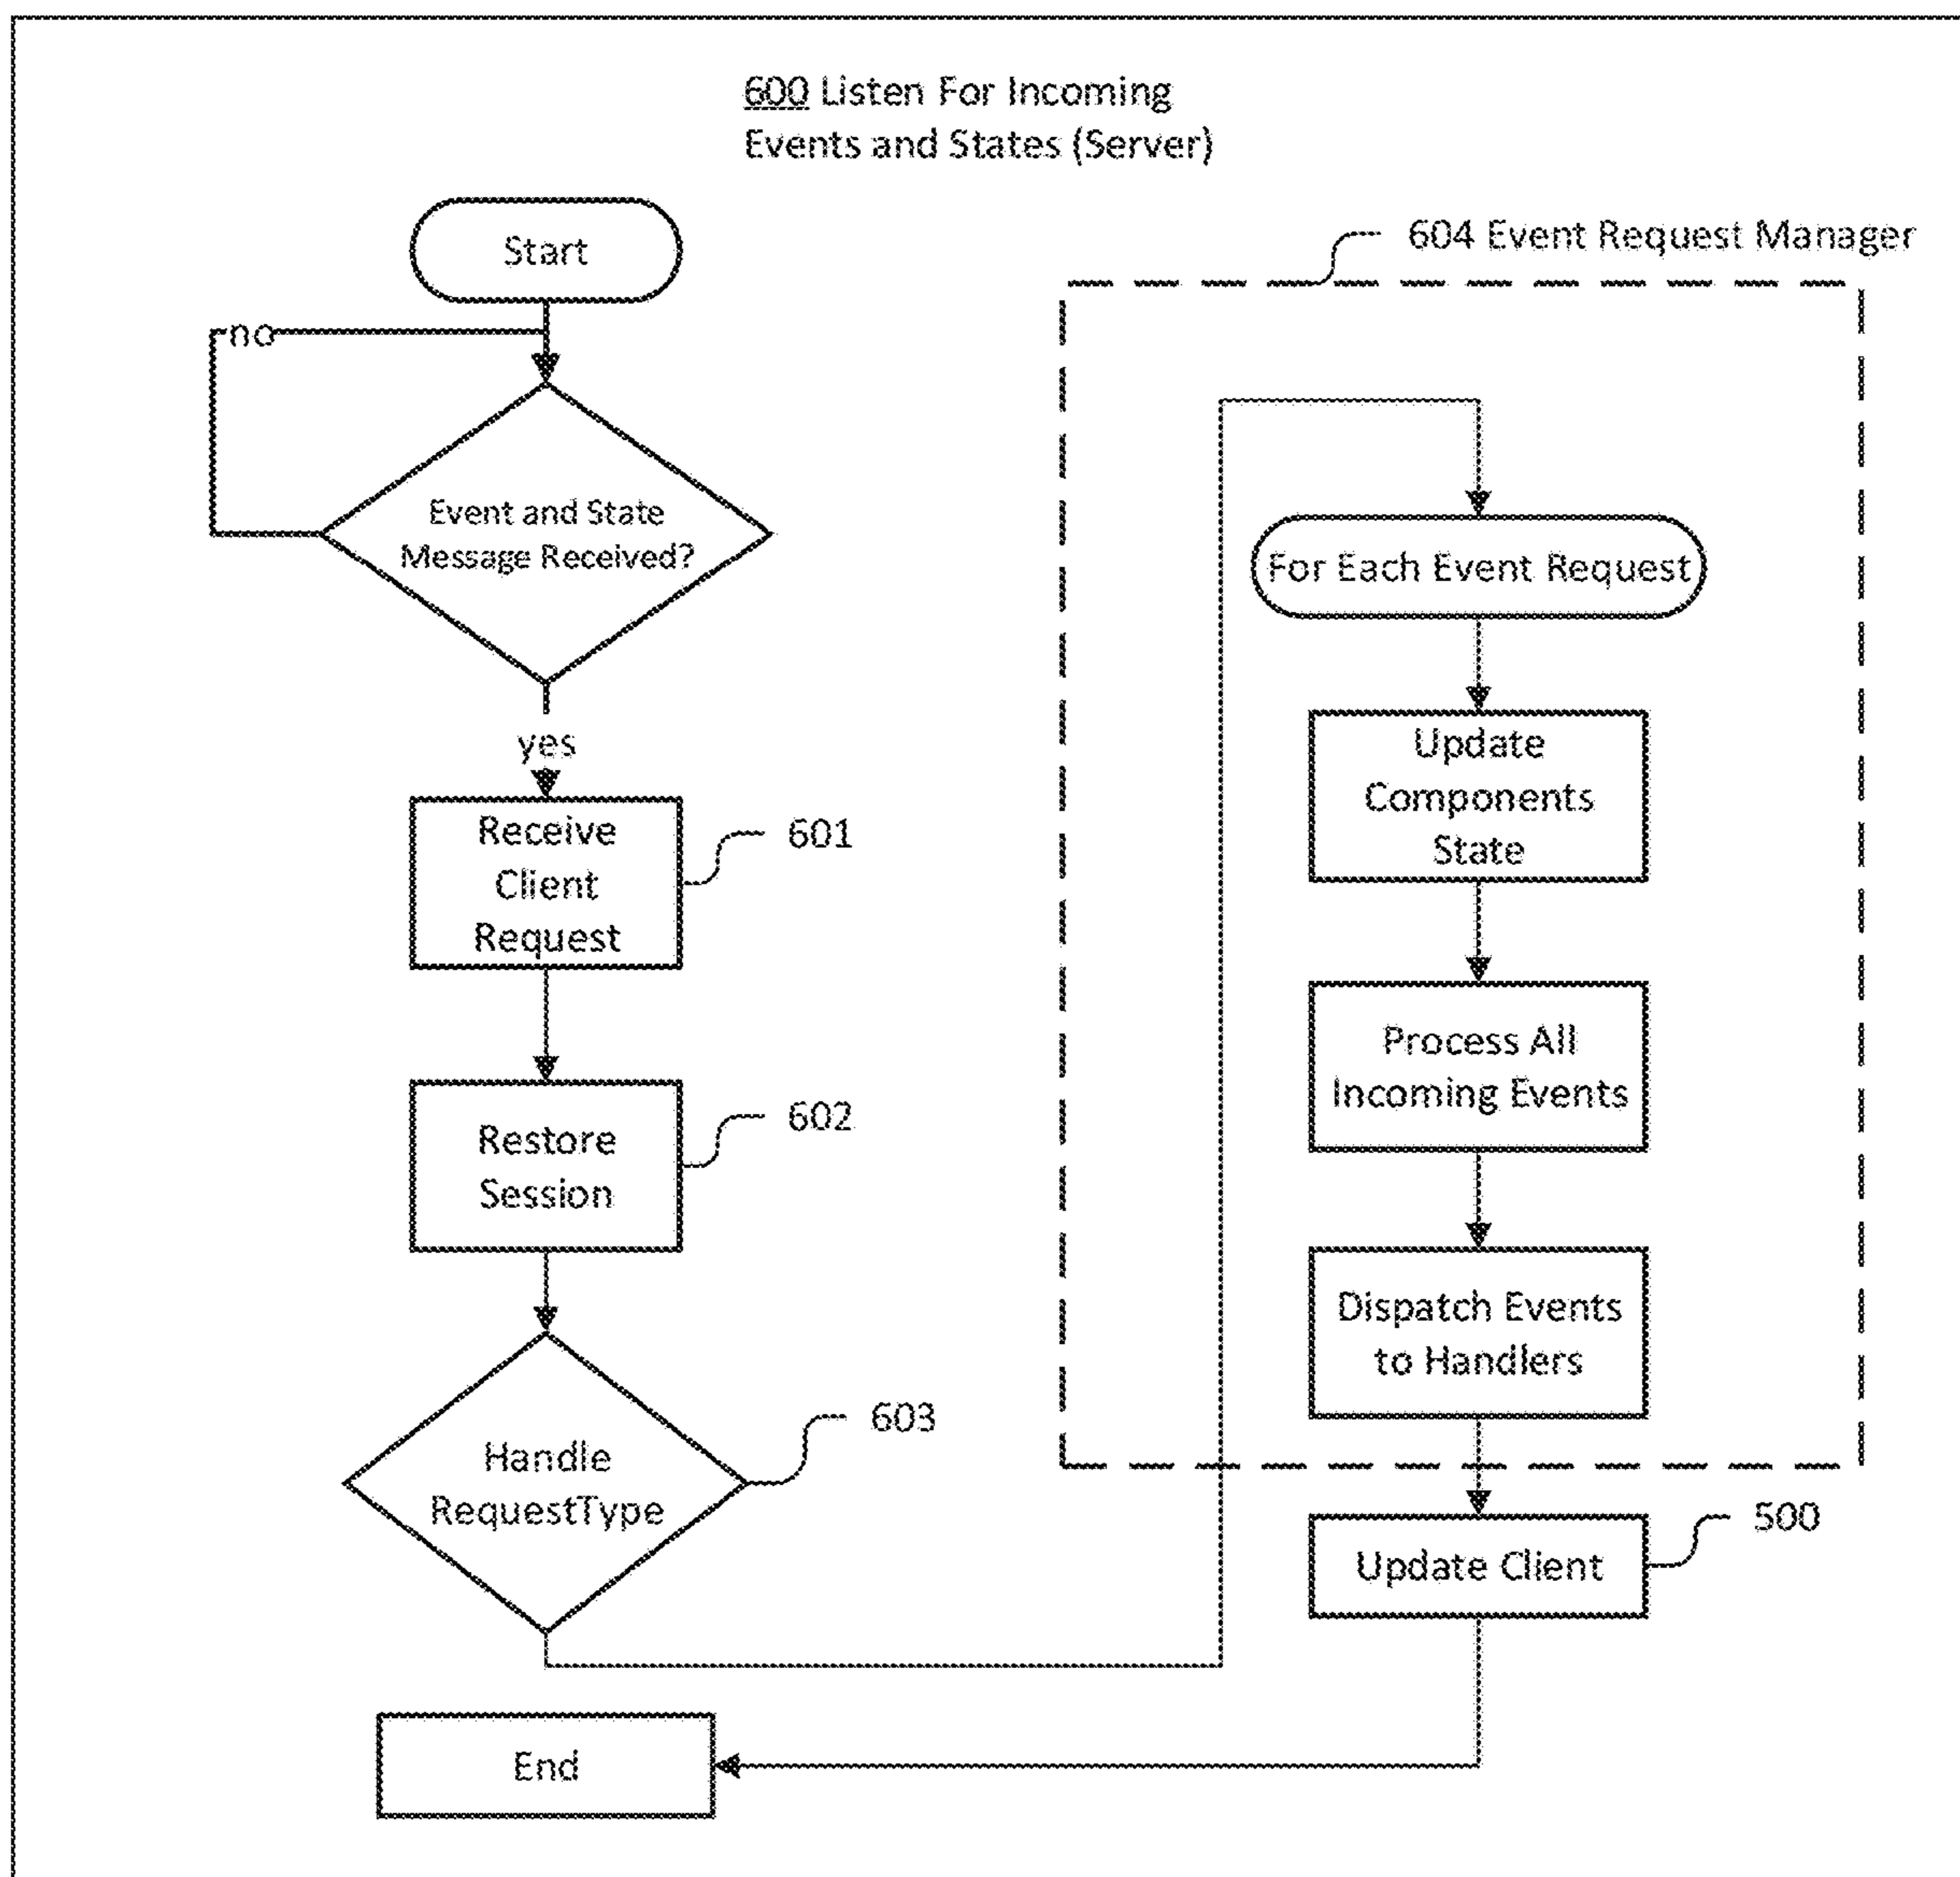 600 Listen For Incoming
Events and States (Server)
Start
no
Event and State
Message Received?
yes
Receive
Client
Request
601
Restore
Session
602
Handle
RequestType
603
End
604 Event Request Manager
For Each Event Request
Update
Components
State
Process All
Incoming Events
Dispatch Events
to Handlers
Update Client
500